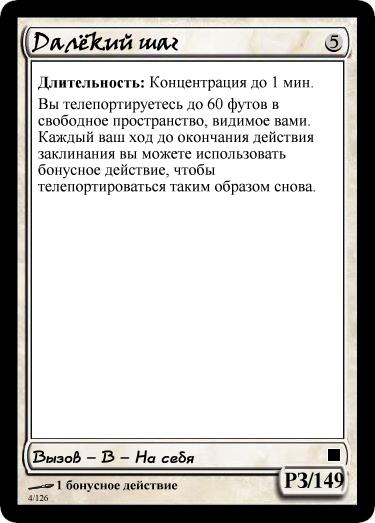 Далёкий шаг
5
Длительность: Концентрация до 1 мин.
Вы телепортируетесь до 60 футов в
свободное пространство, видимое вами.
Каждый ваш ход до окончания действия
заклинания вы можете использовать
бонусное действие, чтобы
телепортироваться таким образом снова.
Вызов – В – На себя
1 бонусное действие
РЗ/149
4/126